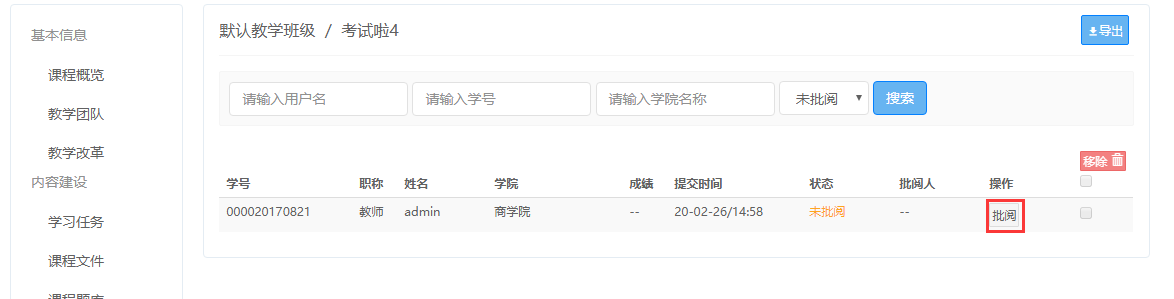 基本信息
课程概览
教学团队
教学改革
内容建设
学习任务
课程文件
课程题库
默认教学班级 / 考试啦4
导出
请输入用户名 请输入学号 请输入学院名称 未批阅 搜索
移除
学号 职称 姓名 学院 成绩 提交时间 状态 批阅人 操作
000020170821 教师 admin 商学院 -- 20-02-26/14:58 未批阅 -- 批阅